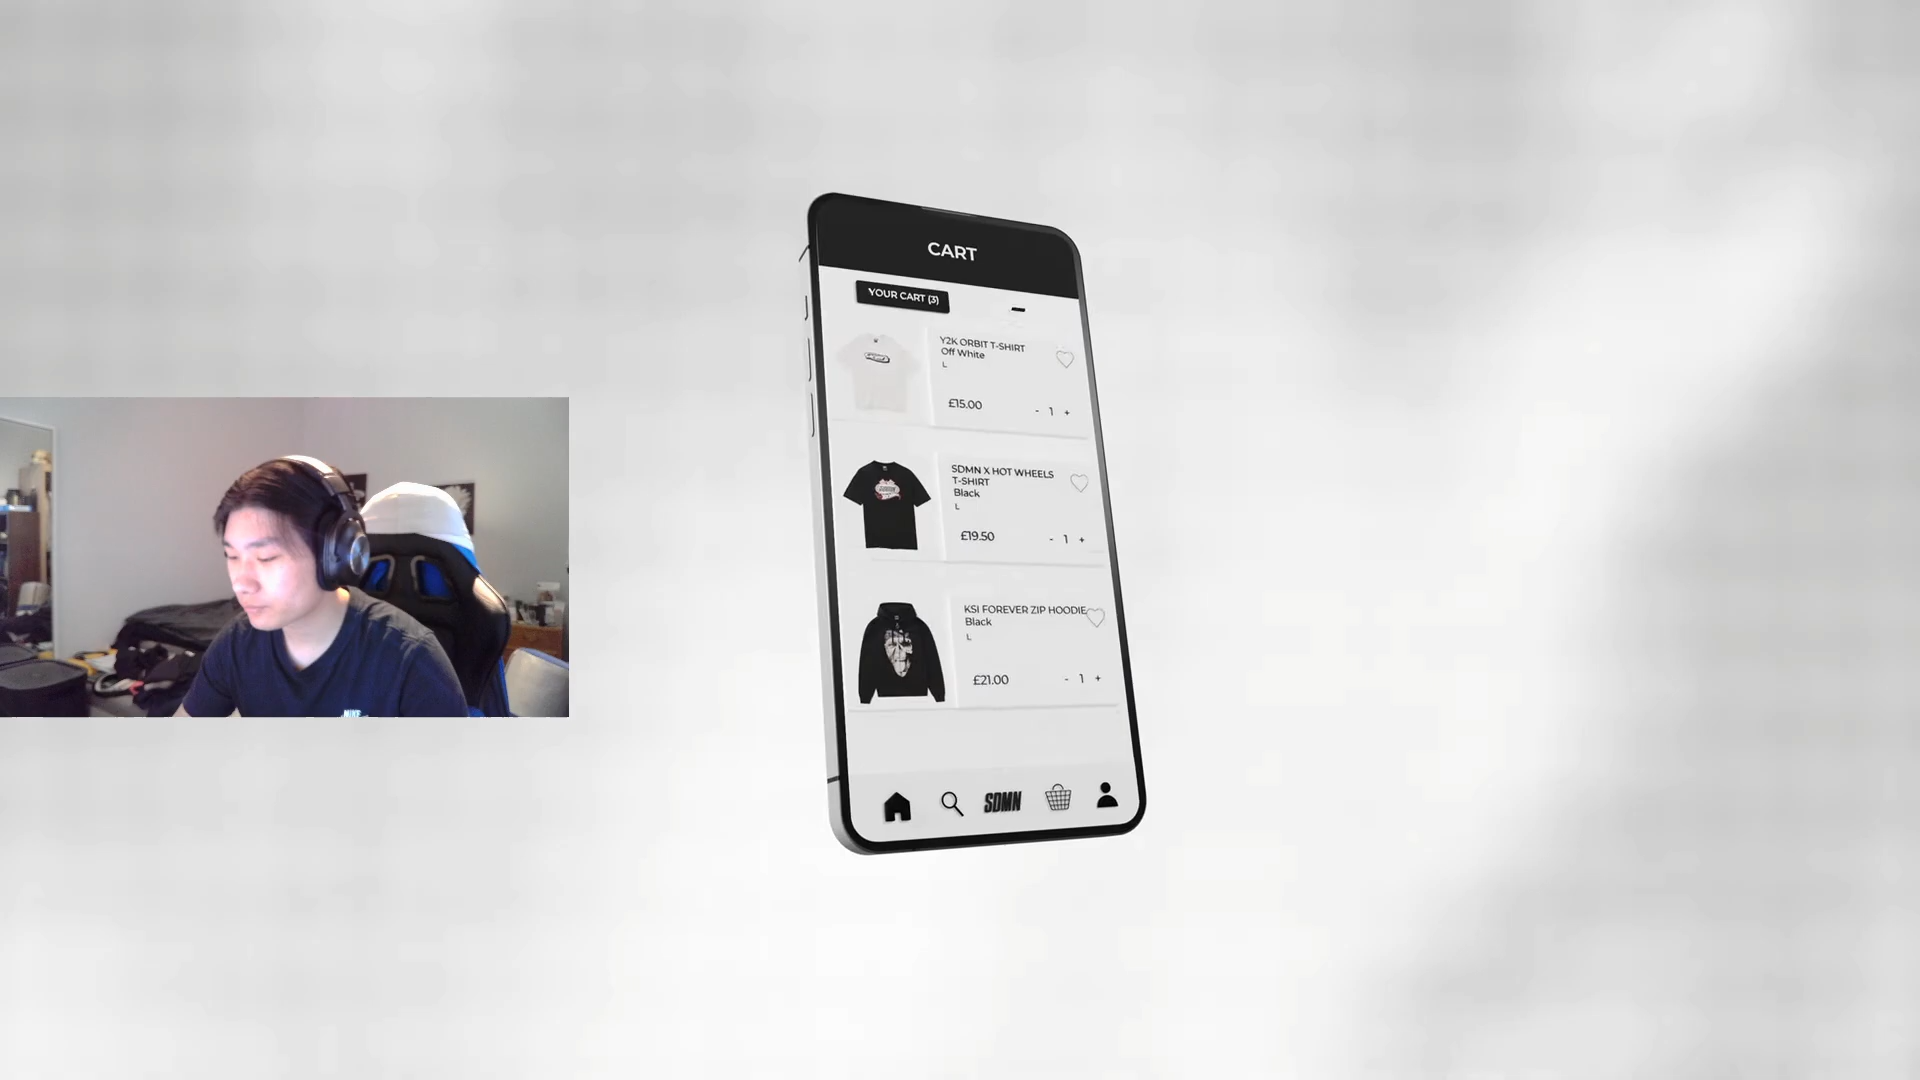 CART
YOUR CART (3)
Y2K ORBIT T-SHIRT
Off White
L
£15.00
- 1 +
SDMN X HOT WHEELS
T-SHIRT
Black
L
£19.50
- 1 +
KSI FOREVER ZIP HOODIE
Black
L
£21.00
- 1 +
SDMN
NIKE